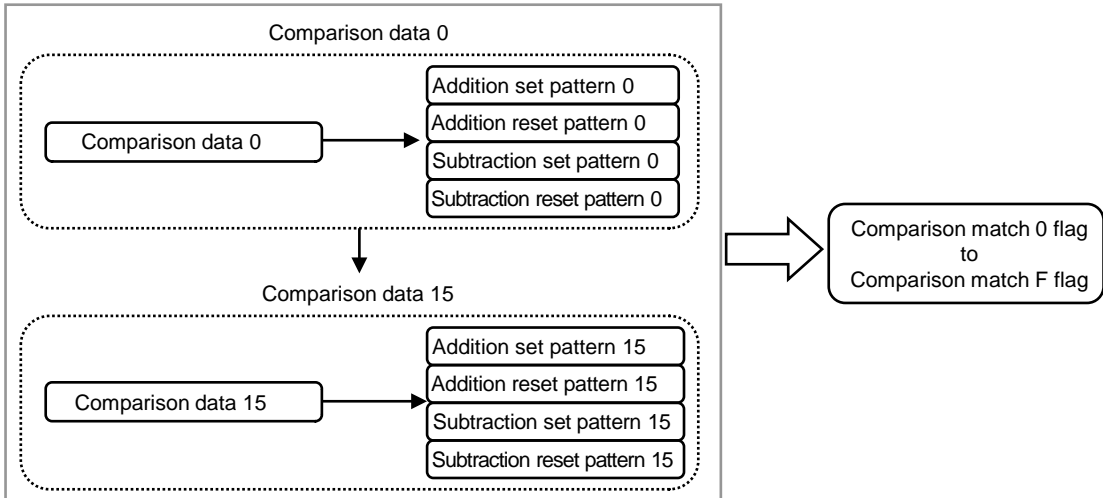 Comparison data 0
Comparison data 0
Addition set pattern 0
Addition reset pattern 0
Subtraction set pattern 0
Subtraction reset pattern 0
Comparison data 15
Comparison data 15
Addition set pattern 15
Addition reset pattern 15
Subtraction set pattern 15
Subtraction reset pattern 15
Comparison match 0 flag
to
Comparison match F flag